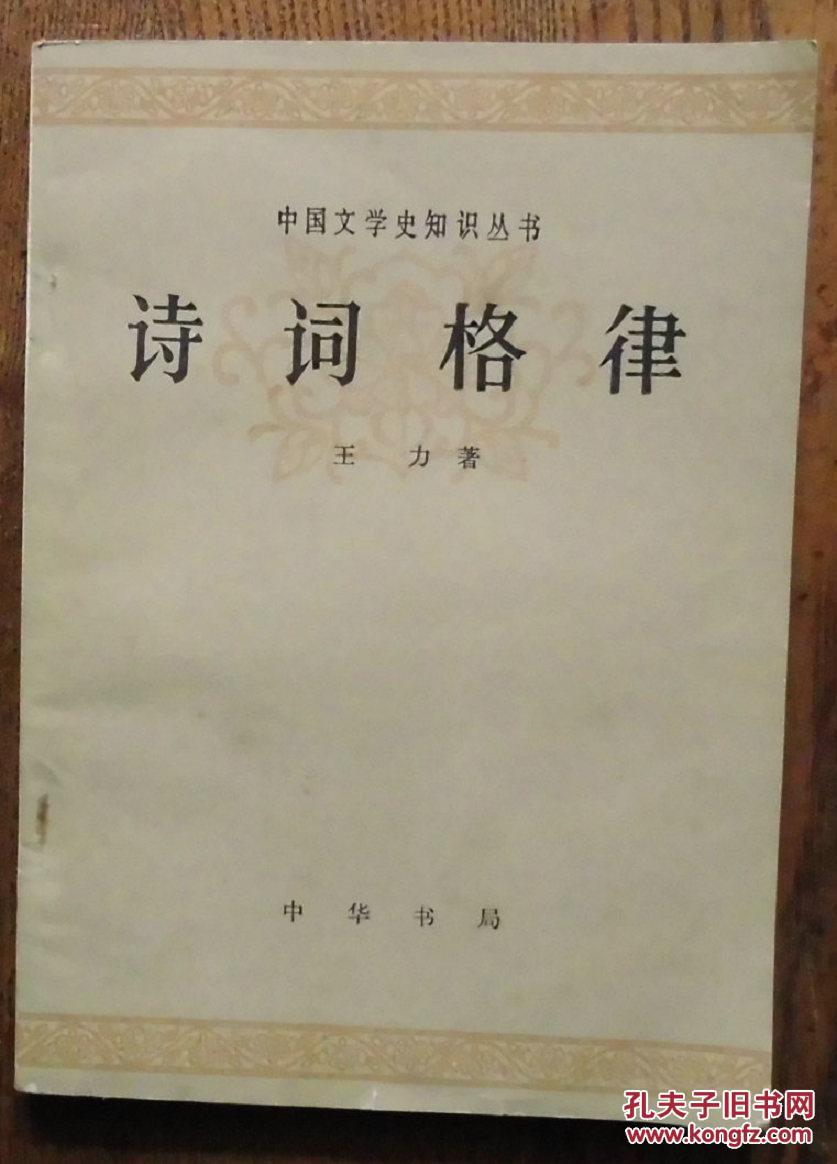 中国文学史知识丛书
诗词格律
王力著
中华书局
孔夫子旧书网
www.kongfz.com